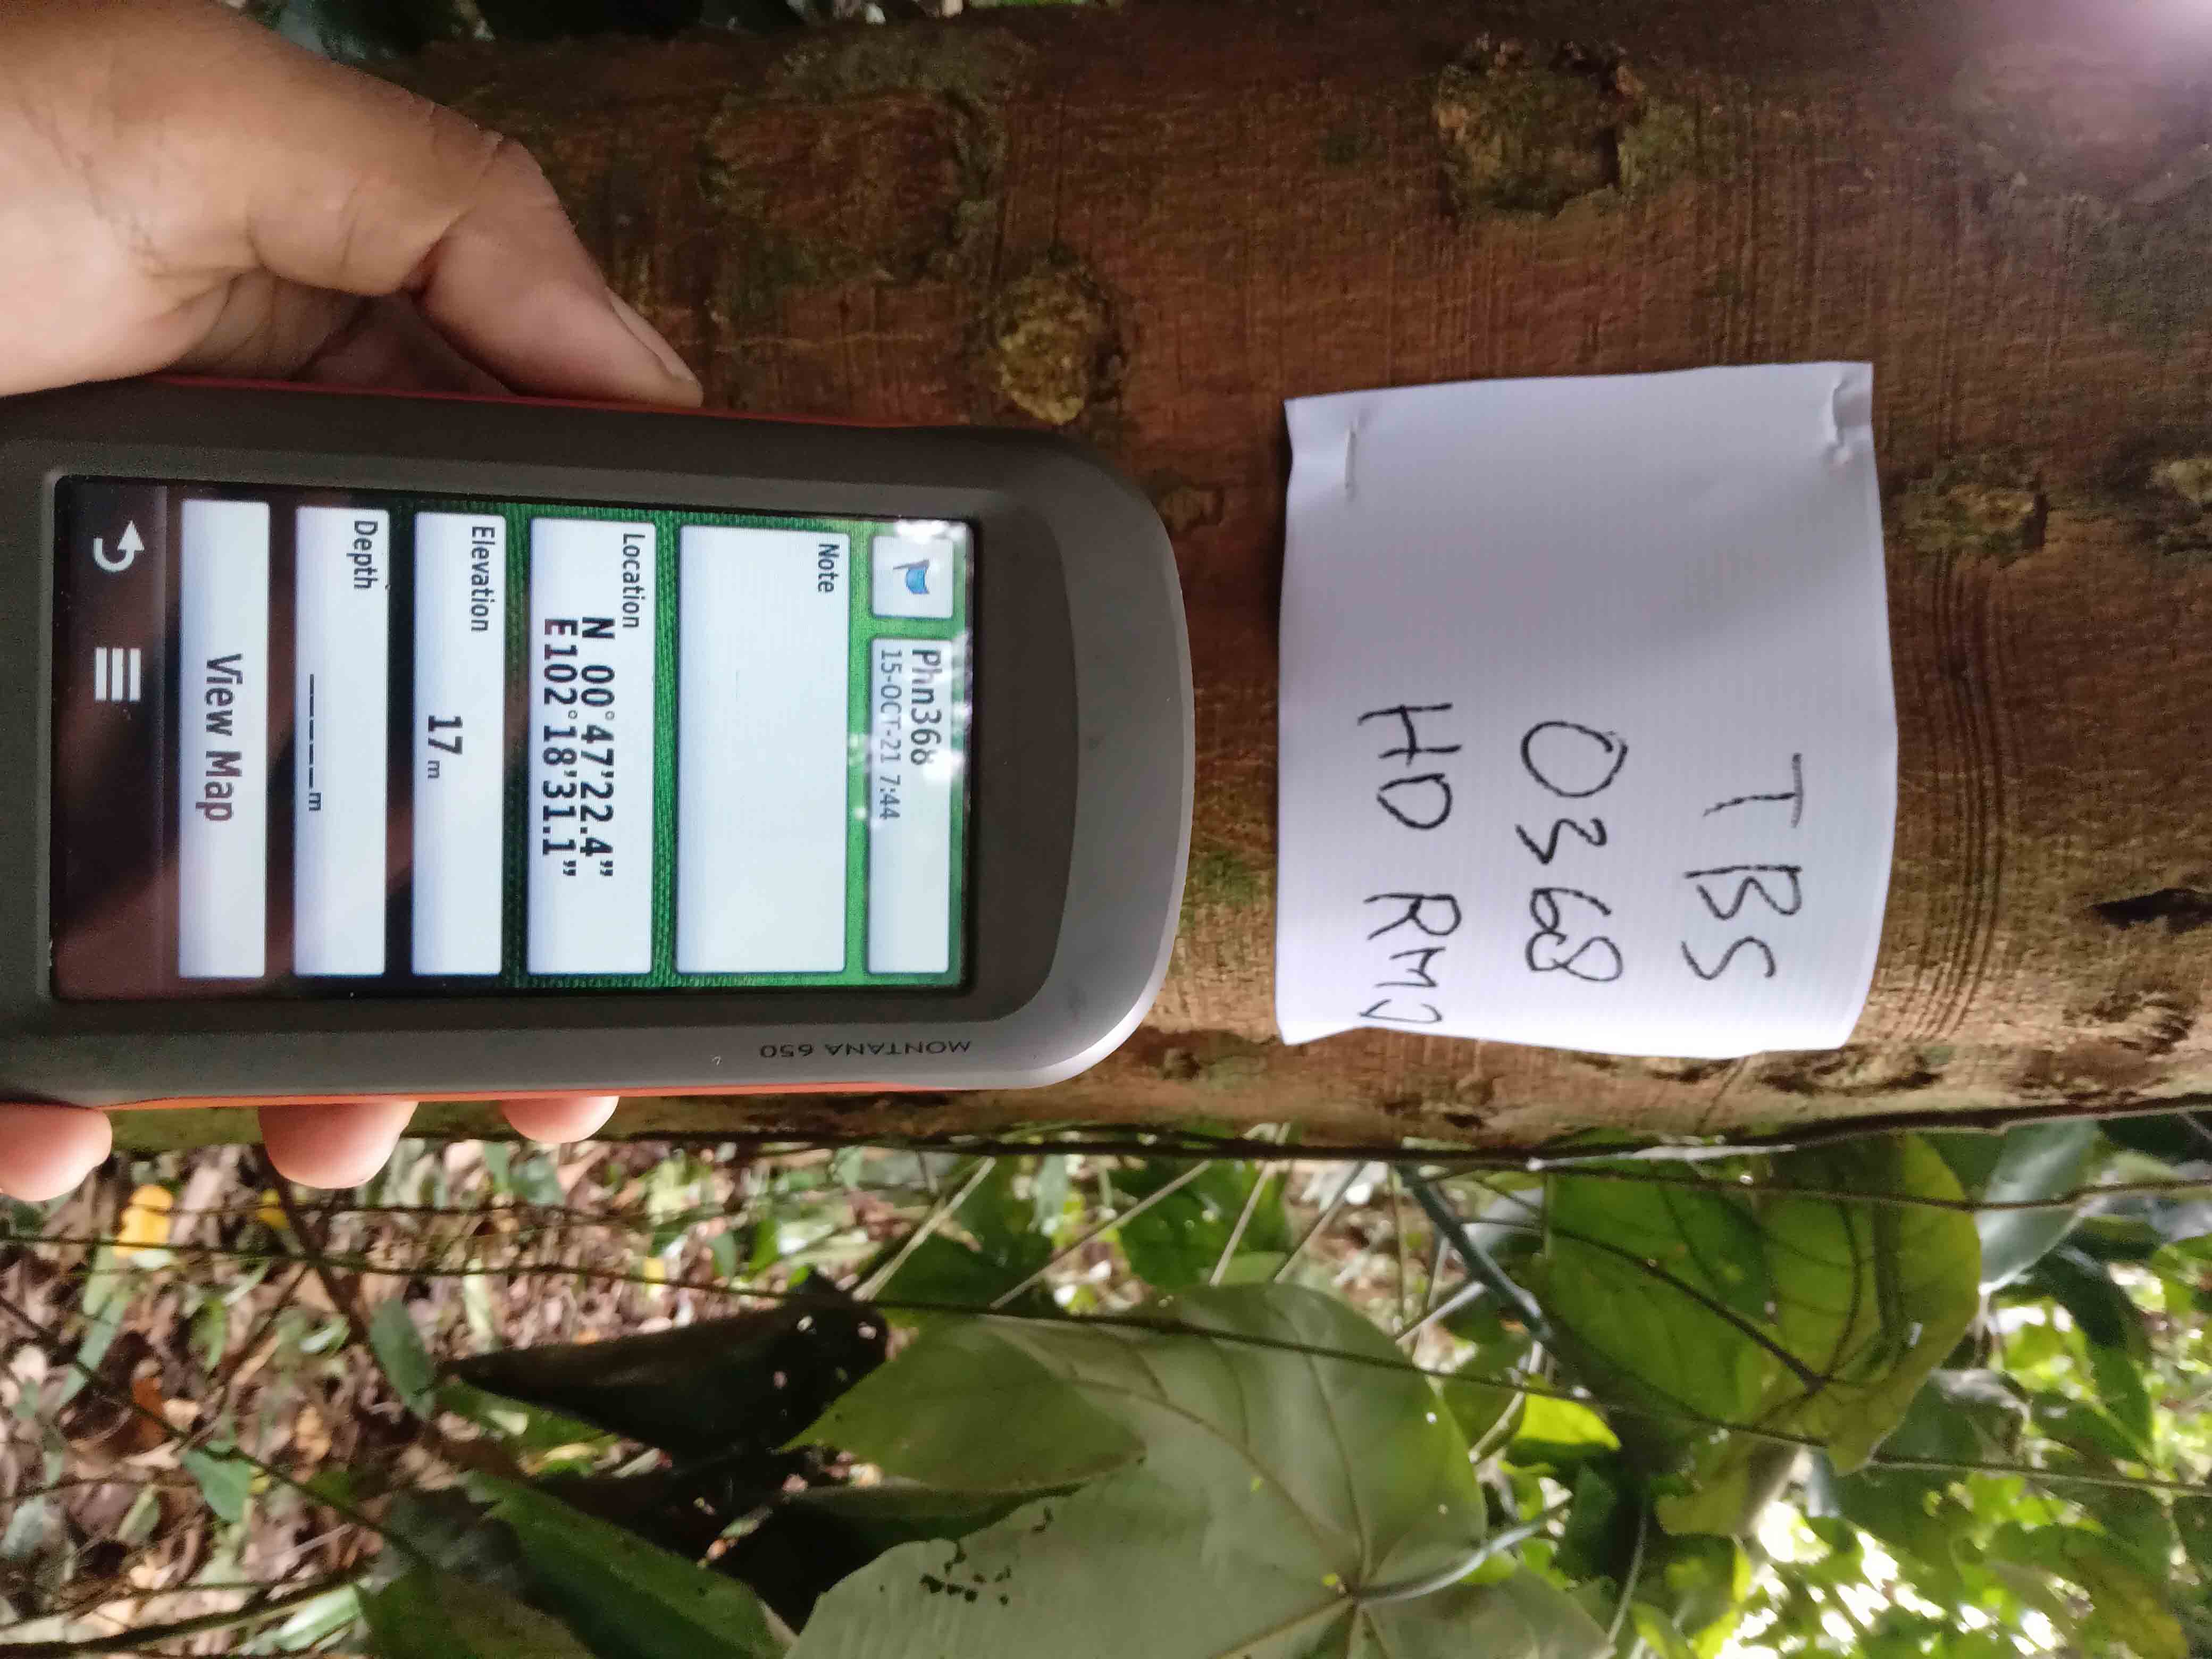 TBS
0368
HD RMJ
MONTANA 650
Phn368
15-OCT-21 7:44
Note
Location
N 00°47'22.4"
E102°18'31.1"
Elevation
17 m
Depth
_____m
View Map